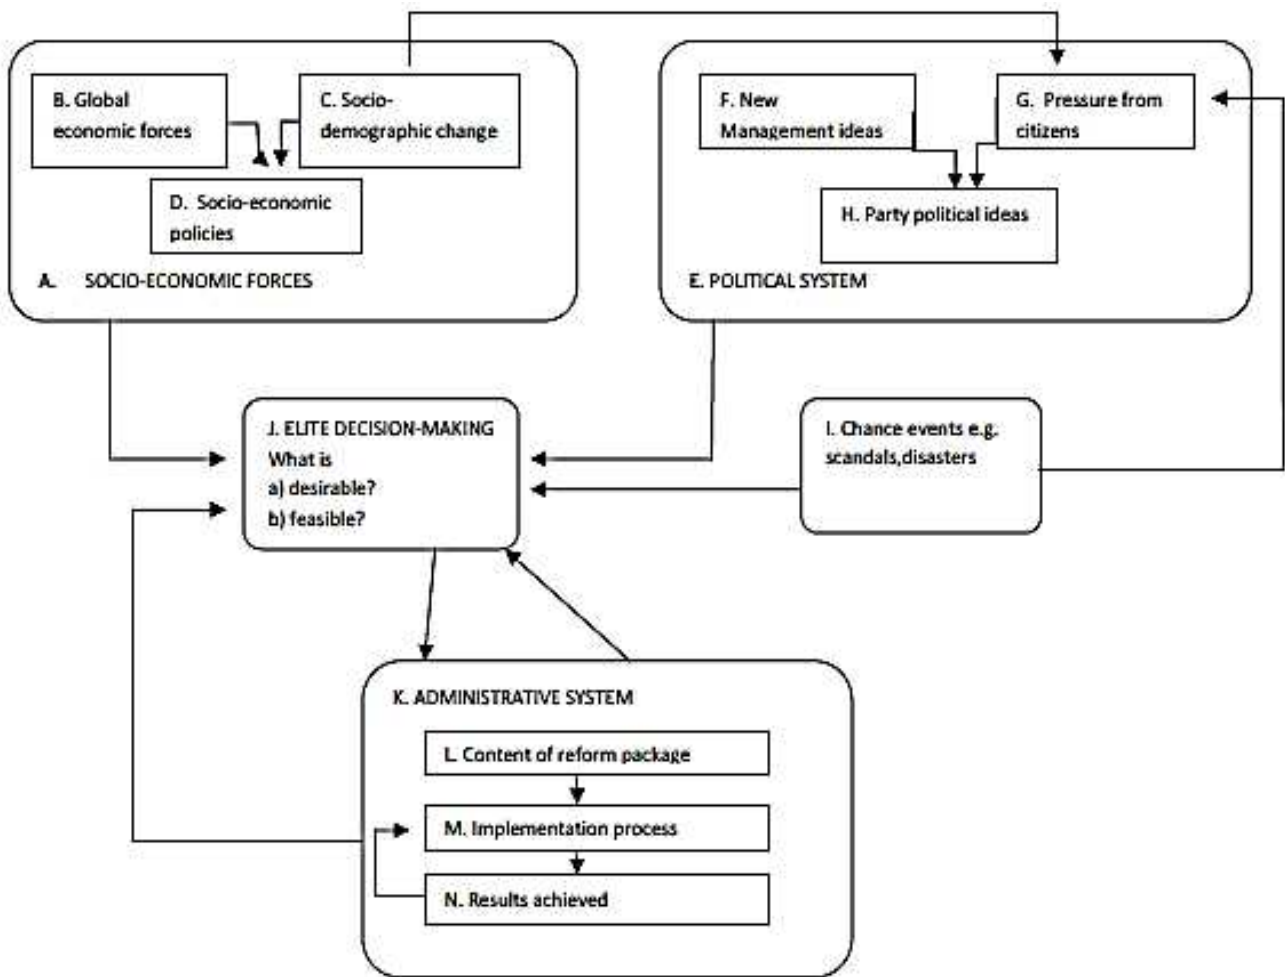 B. Global
economic forces
C. Socio-
demographic change
D. Socio-economic
policies
A. SOCIO-ECONOMIC FORCES
F. New
Management ideas
G. Pressure from
citizens
H. Party political ideas
E. POLITICAL SYSTEM
J. ELITE DECISION-MAKING
What is
a) desirable?
b) feasible?
I. Chance events e.g.
scandals,disasters
K. ADMINISTRATIVE SYSTEM
L. Content of reform package
M. Implementation process
N. Results achieved